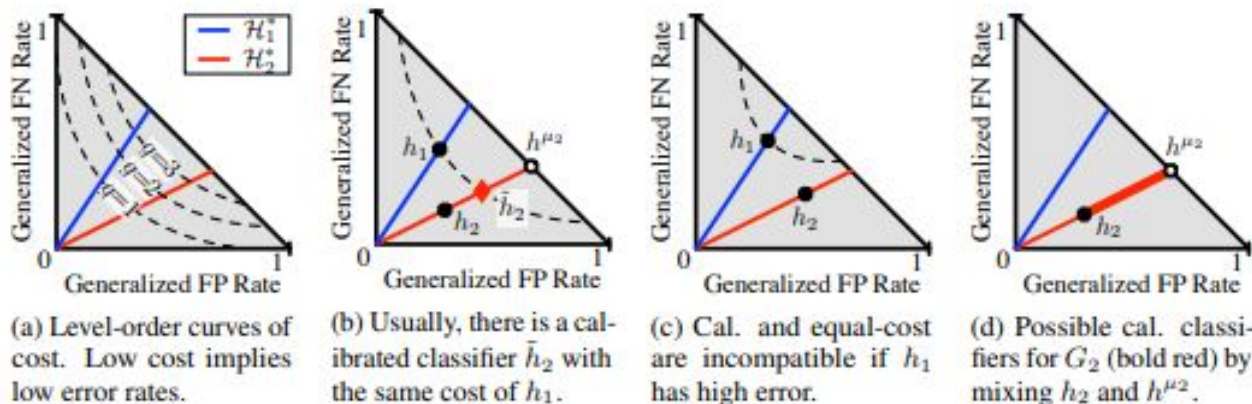 Generalized FN Rate
1
0
1
Generalized FP Rate
H₁*
H₂*
q=1
q=2
q=3
(a) Level-order curves of
cost. Low cost implies
low error rates.
Generalized FN Rate
1
0
1
Generalized FP Rate
h₁
h^μ₂
h̃₂
h₂
(b) Usually, there is a cal-
ibrated classifier h̃₂ with
the same cost of h₁.
Generalized FN Rate
1
0
1
Generalized FP Rate
h₁
h₂
(c) Cal. and equal-cost
are incompatible if h₁
has high error.
Generalized FN Rate
1
0
1
Generalized FP Rate
h^μ₂
h₂
(d) Possible cal. classi-
fiers for G₂ (bold red) by
mixing h₂ and h^μ₂.